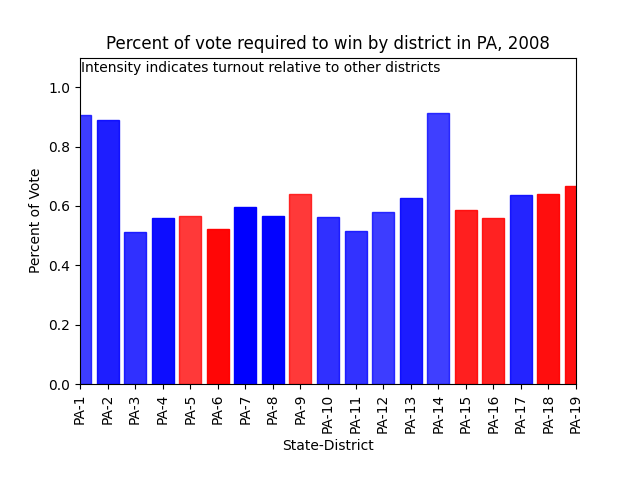 Percent of vote required to win by district in PA, 2008
Intensity indicates turnout relative to other districts
1.0
0.8
0.6
0.4
0.2
0.0
Percent of Vote
PA-1
PA-2
PA-3
PA-4
PA-5
PA-6
PA-7
PA-8
PA-9
PA-10
PA-11
PA-12
PA-13
PA-14
PA-15
PA-16
PA-17
PA-18
PA-19
State-District